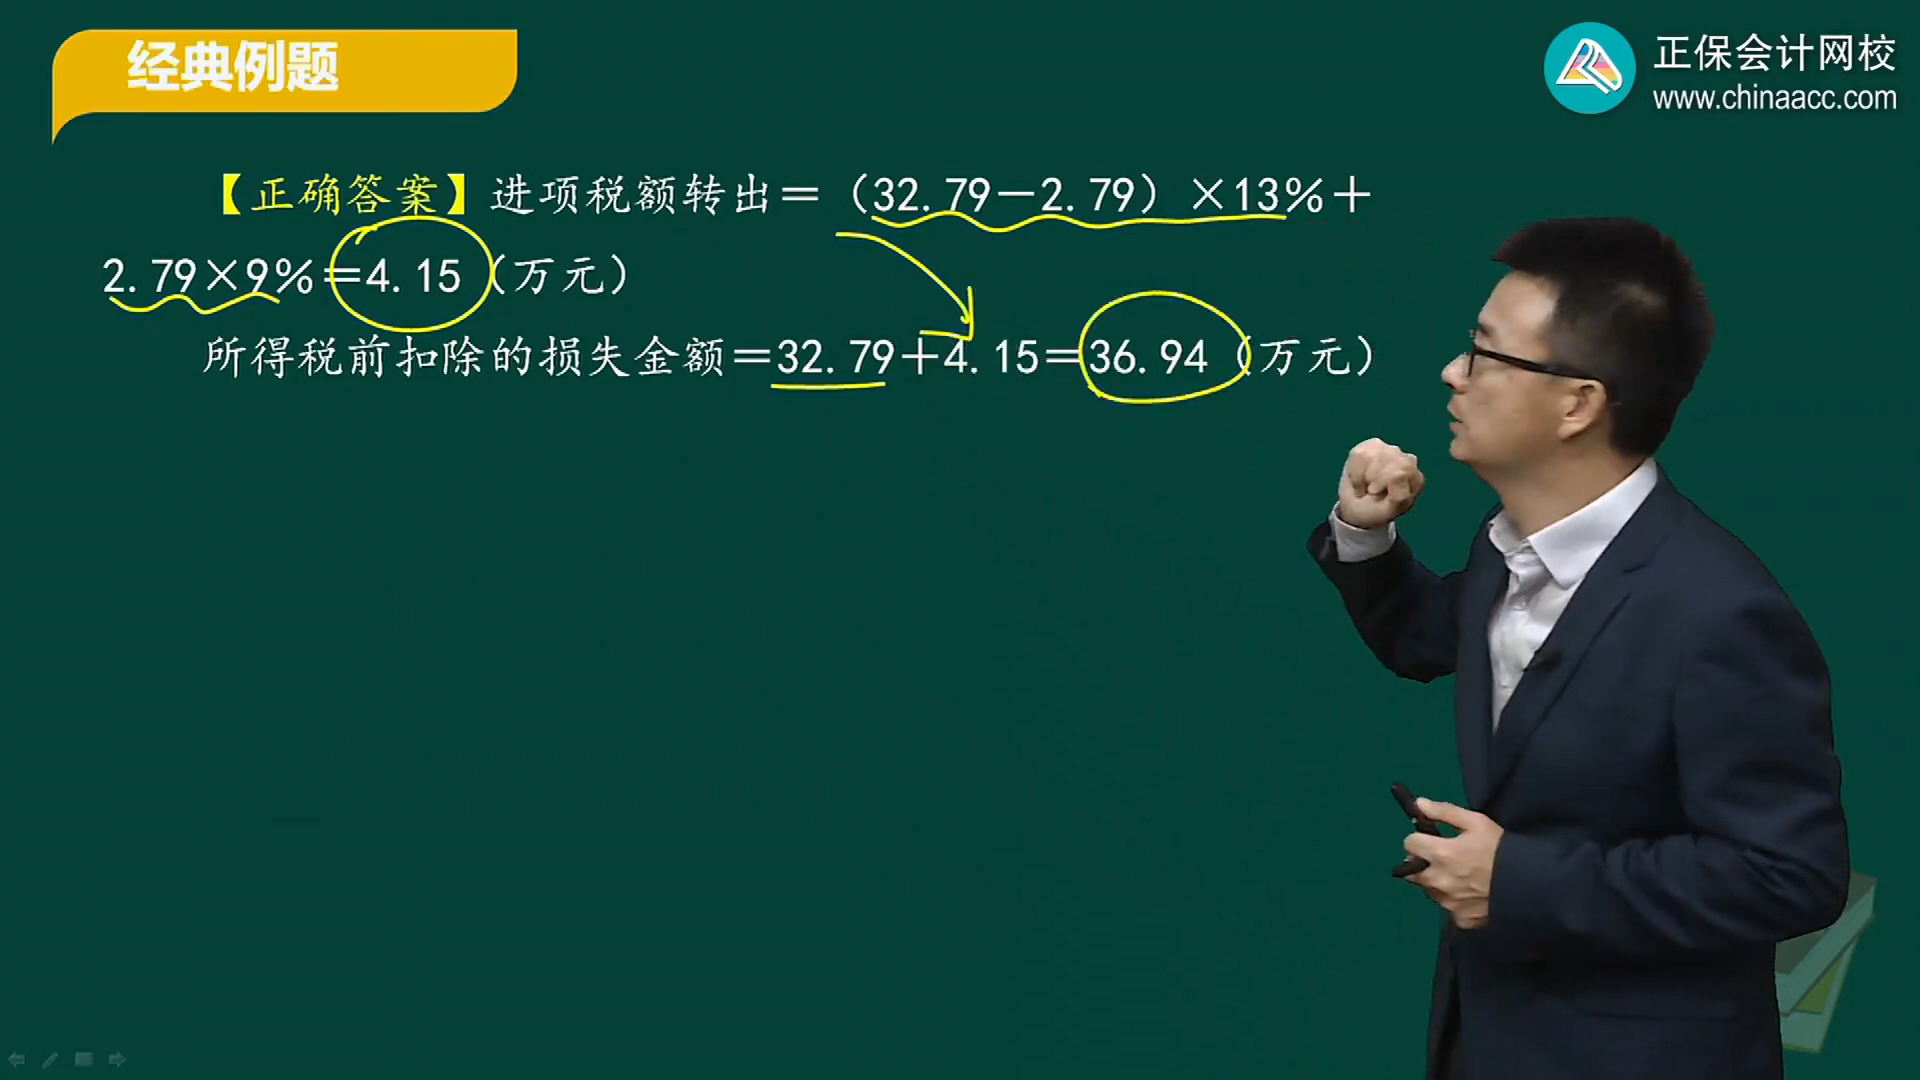 经典例题
正保会计网校
www.chinaacc.com
【正确答案】进项税额转出＝（32.79－2.79）×13%＋
2.79×9%＝4.15（万元）
所得税前扣除的损失金额＝32.79＋4.15＝36.94（万元）